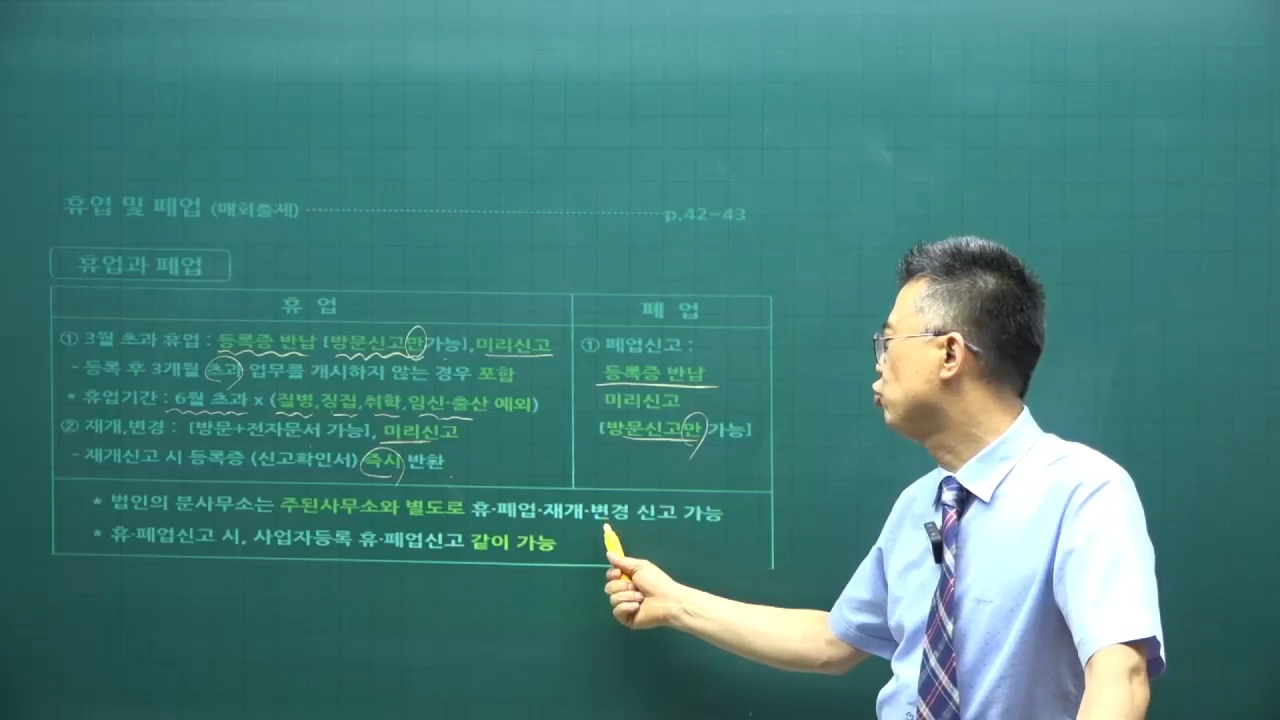 휴업 및 폐업 (매회출제) p.42~43
휴업과 폐업
휴 업
폐 업
① 3월 초과 휴업 : 등록증 반납 [방문신고만가능],미리신고
- 등록 후 3개월 초과 업무를 개시하지 않는 경우 포함
* 휴업기간 : 6월 초과 x (질병,징집,취학,임신·출산 예외)
② 재개,변경 : [방문+전자문서 가능], 미리신고
- 재개신고 시 등록증 (신고확인서) 즉시 반환
① 폐업신고 :
등록증 반납
미리신고
[방문신고만 가능]
* 법인의 분사무소는 주된사무소와 별도로 휴·폐업·재개·변경 신고 가능
* 휴·폐업신고 시, 사업자등록 휴·폐업신고 같이 가능